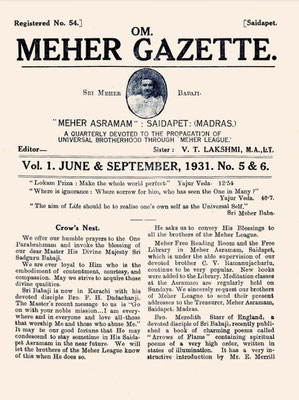 Registered No. 54.] [Saidapet.
OM.
MEHER GAZETTE.
SRI MEHER BABAJI.
"MEHER ASRAMAM" : SAIDAPET: (MADRAS.)
A QUARTERLY DEVOTED TO THE PROPAGATION OF
UNIVERSAL BROTHERHOOD THROUGH MEHER LEAGUE.
Editor— Sister: V. T. LAKSHMI, M.A., L.T.
Vol. 1. JUNE & SEPTEMBER, 1931. No. 5 & 6.
"Lokam Prina : Make the whole world perfect." Yajur Veda. 12·54
"Where is ignorance : Where sorrow for him, who has seen the One in Many?"
Yajur Veda. 40·7.
"The aim of Life should be to realise one's own self as the Universal Self."
Sri Meher Baba.
Crow's Nest.
We offer our humble prayers to the One
Parabrahmam and invoke the blessing of
our dear Master His Divine Majesty Sri
Sadguru Babaji.
We are ever loyal to Him who is the
embodiment of contentment, courtesy, and
compassion. May we strive to acquire those
divine qualities.
Sri Babaji is now in Karachi with his
devoted disciple Bro. F. H. Dadachanji.
The Master's recent message to us is "Go
on with your noble mission...I am every-
where and in everyone and love all-those
that worship Me and those who abuse Me."
It may be our good fortune that He may
condescend to stay sometime in His Saida-
pet Asramam in the near future. We will
let the brothers of the Meher League know
of this when He does so.
He asks us to convey His Blessings to
all the brothers of the Meher League.
Meher Free Reading Room and the Free
Library in Meher Asramam, Saidapet,
which is under the able supervision of our
devoted brother C. V. Ramanujachari,
continue to be very popular. New books
were added to the Library. Meditation classes
at the Asramam are regularly held on
Sundays. We sincerely request our brothers
of Meher League to send their present
addresses to the Treasurer, Meher Asramam,
Saidapet, Madras.
Bro. Meredith Starr of England, a
devoted disciple of Sri Babaji, recently publi-
shed a book of charming poems called
"Arrows of Flame" containing spiritual
poems of a very high order, written in
states of illumination. It has a very in-
structive introduction by Mr. E. Merrill